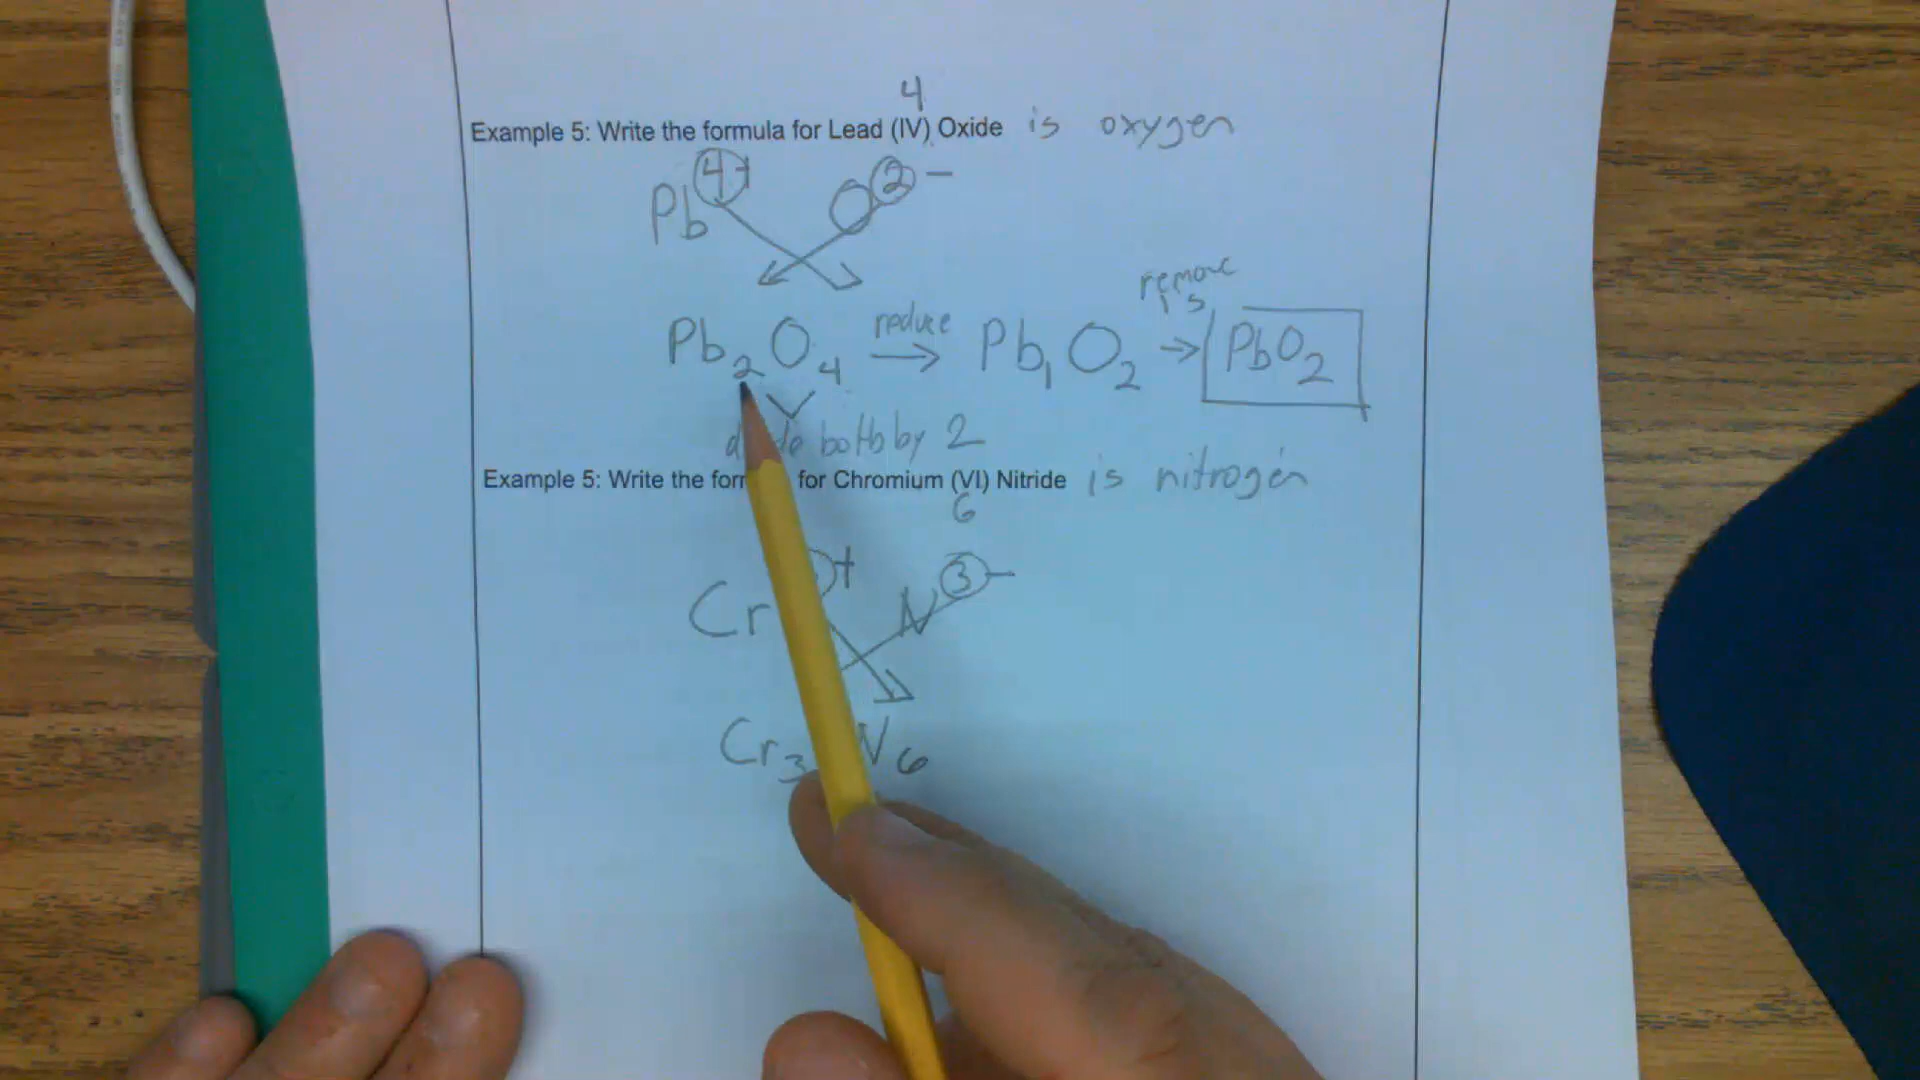 4
Example 5: Write the formula for Lead (IV) Oxide is oxygen
Pb 4+ O 2 -
remove
1's
Pb2O4 reduce → Pb1O2 → PbO2
both by 2
Example 5: Write the for for Chromium (VI) Nitride is nitrogen
6
Cr + N 3 -
Cr3 N6